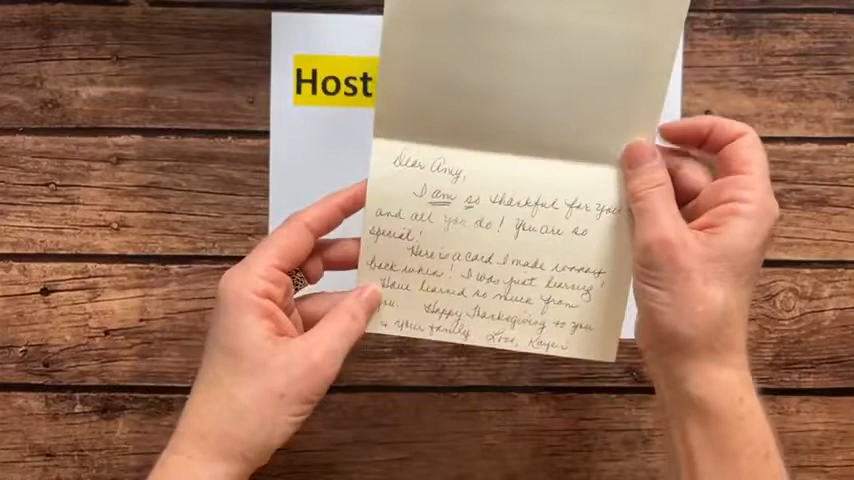 Host
Dear Amy,
I am so thankful for you
and all you do! You are so
special!
Here is a card I made wayyyy
back when! I was just learning!
Have learned so much from
you. Happy Thanksgiving to you
& your family. Love,